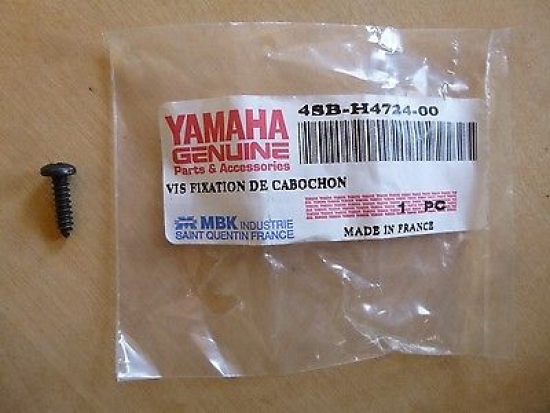 YAMAHA
GENUINE
Parts & Accessories
4SB-H4724-00
VIS FIXATION DE CABOCHON
1 PC
MBK INDUSTRIE
SAINT QUENTIN FRANCE
MADE IN FRANCE